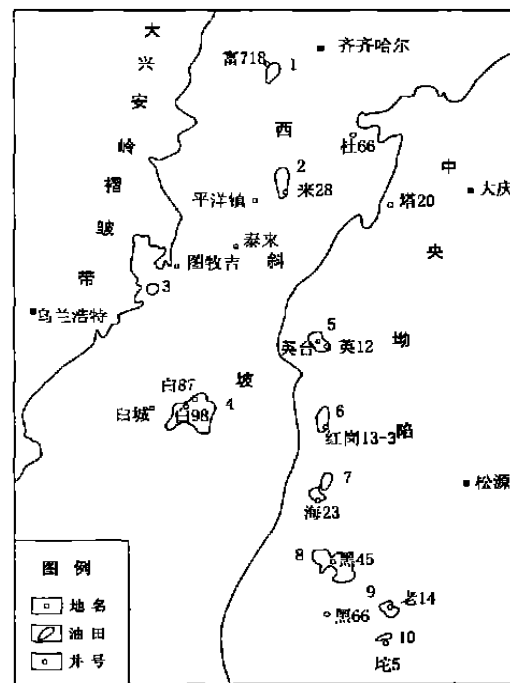 大兴安岭褶皱带
富718
1
齐齐哈尔
西斜坡
杜66
中央坳陷
2
来28
平洋镇
塔20
大庆
泰来
图牧吉
3
乌兰浩特
5
英台
英12
白87
4
白城
白98
6
红岗13-3
7
海23
松源
8
黑45
9
老14
黑66
10
坨5
图 例
地名
油田
井号